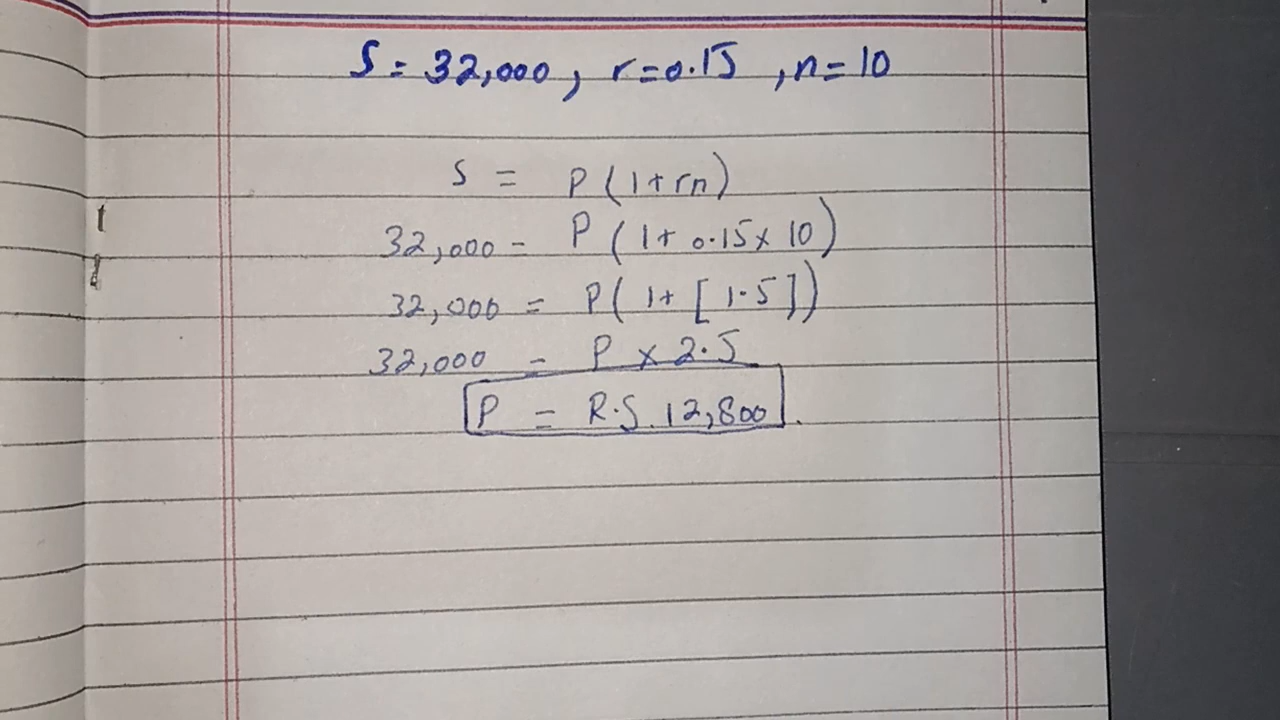 S = 32,000, r=0.15, n=10
S = P(1+rn)
32,000 = P(1+0.15×10)
32,000 = P(1+[1.5])
32,000 = P × 2.5
P = R.S. 12,800.